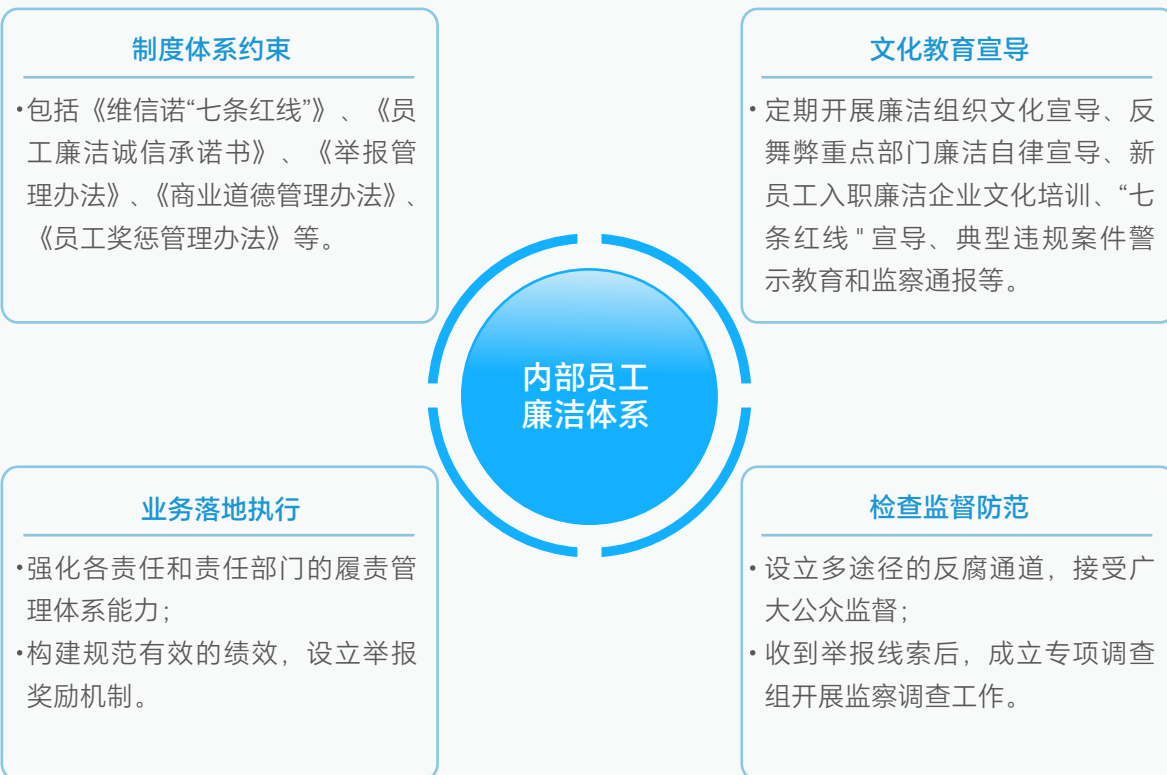 制度体系约束
•包括《维信诺“七条红线”》、《员
工廉洁诚信承诺书》、《举报管
理办法》、《商业道德管理办法》、
《员工奖惩管理办法》等。
文化教育宣导
• 定期开展廉洁组织文化宣导、反
舞弊重点部门廉洁自律宣导、新
员工入职廉洁企业文化培训、“七
条红线＂宣导、典型违规案件警
示教育和监察通报等。
内部员工
廉洁体系
业务落地执行
•强化各责任和责任部门的履责管
理体系能力；
•构建规范有效的绩效，设立举报
奖励机制。
检查监督防范
• 设立多途径的反腐通道，接受广
大公众监督；
• 收到举报线索后，成立专项调查
组开展监察调查工作。